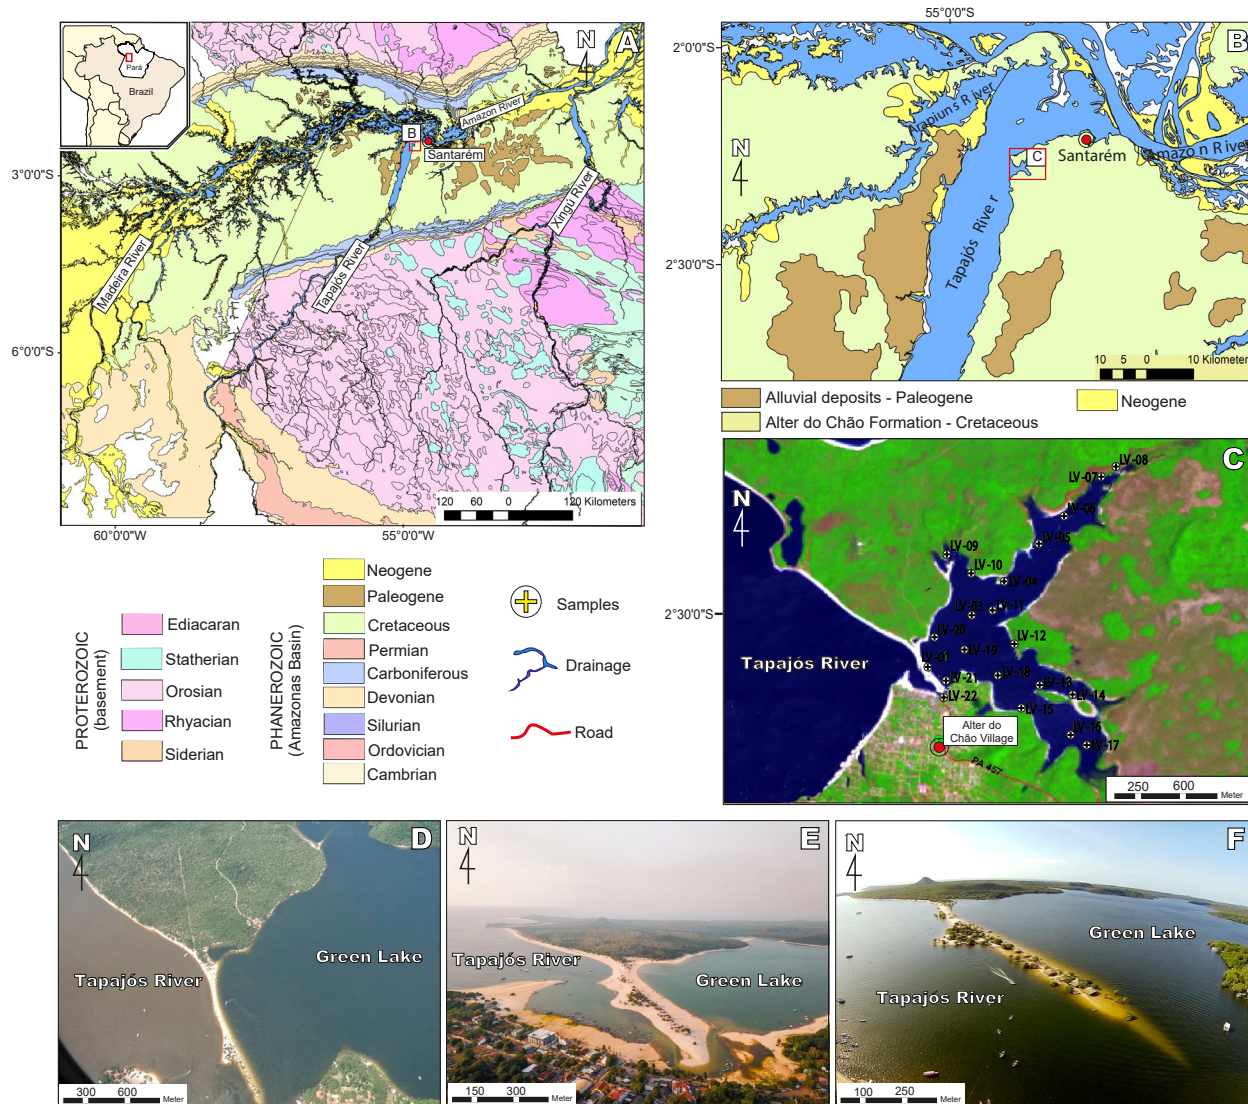 A
N
Pará
Brazil
Amazon River
B
Santarém
Xingú River
Tapajós River
Madeira River
3°0'0"S
6°0'0"S
120 60 0 120 Kilometers
60°0'0"W
55°0'0"W
55°0'0"S
B
2°0'0"S
Arapiuns River
N
C
Santarém
Amazon River
Tapajós River
2°30'0"S
10 5 0 10 Kilometers
Alluvial deposits - Paleogene
Neogene
Alter do Chão Formation - Cretaceous
PROTEROZOIC
(basement)
Ediacaran
Statherian
Orosian
Rhyacian
Siderian
PHANEROZOIC
(Amazonas Basin)
Neogene
Paleogene
Cretaceous
Permian
Carboniferous
Devonian
Silurian
Ordovician
Cambrian
Samples
Drainage
Road
C
N
LV-08
LV-07
LV-06
LV-05
LV-09
LV-10
LV-04
LV-03
LV-11
2°30'0"S
LV-20
LV-12
LV-19
LV-01
Tapajós River
LV-18
LV-21
LV-13
LV-22
LV-14
LV-15
Alter do
Chão Village
LV-16
LV-17
PA 457
250 600 Meter
D
N
Green Lake
Tapajós River
300 600 Meter
E
N
Tapajós River
Green Lake
150 300 Meter
F
N
Green Lake
Tapajós River
100 250 Meter